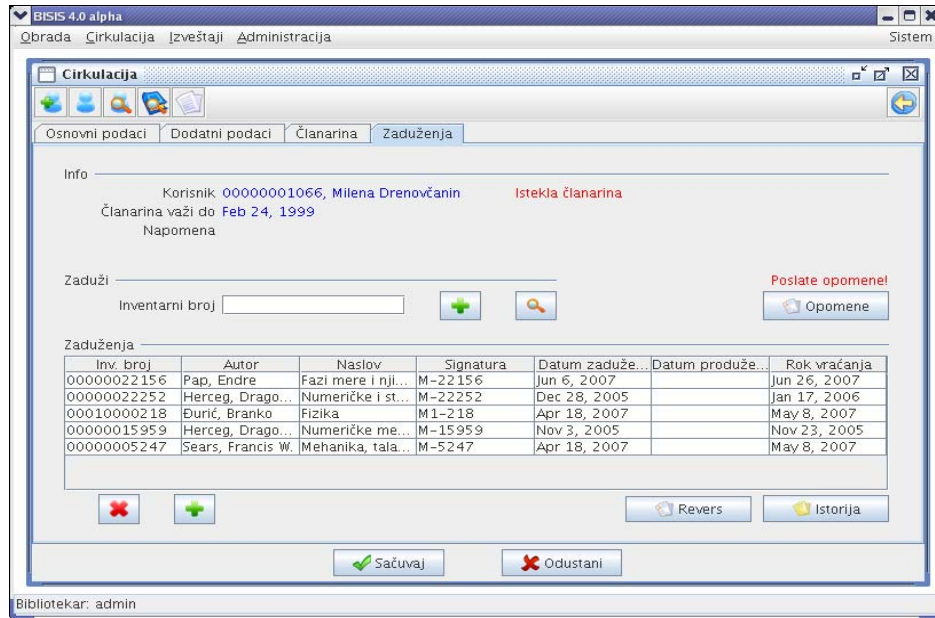 BISIS 4.0 alpha
Obrada Cirkulacija Izveštaji Administracija Sistem
Cirkulacija
Osnovni podaci Dodatni podaci Članarina Zaduženja
Info
Korisnik 00000001066, Milena Drenovčanin Istekla članarina
Članarina važi do Feb 24, 1999
Napomena
Zaduži Poslate opomene!
Inventarni broj Opomene
Zaduženja
Inv. broj Autor Naslov Signatura Datum zaduže... Datum produže... Rok vraćanja
00000022156 Pap, Endre Fazi mere i nji... M-22156 Jun 6, 2007 Jun 26, 2007
00000022252 Herceg, Drago... Numeričke i st... M-22252 Dec 28, 2005 Jan 17, 2006
00010000218 Đurić, Branko Fizika M1-218 Apr 18, 2007 May 8, 2007
00000015959 Herceg, Drago... Numeričke me... M-15959 Nov 3, 2005 Nov 23, 2005
00000005247 Sears, Francis W. Mehanika, tala... M-5247 Apr 18, 2007 May 8, 2007
Revers Istorija
Sačuvaj Odustani
Bibliotekar: admin